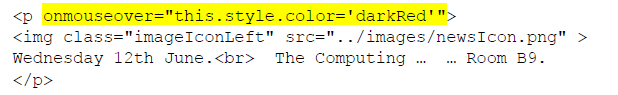 <p onmouseover="this.style.color='darkRed'">
<img class="imageIconLeft" src="../images/newsIcon.png" >
Wednesday 12th June.<br>  The Computing …  … Room B9.
</p>